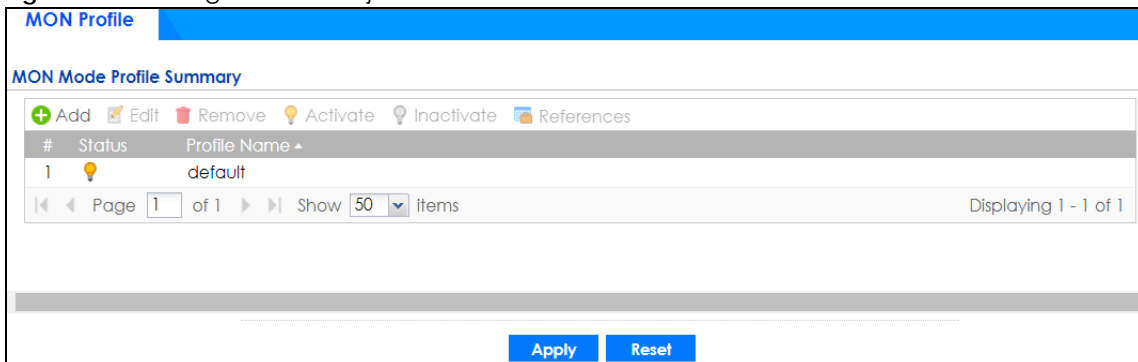 MON Profile
MON Mode Profile Summary
Add Edit Remove Activate Inactivate References
# Status Profile Name
1 default
Page 1 of 1 Show 50 items Displaying 1 - 1 of 1
Apply Reset